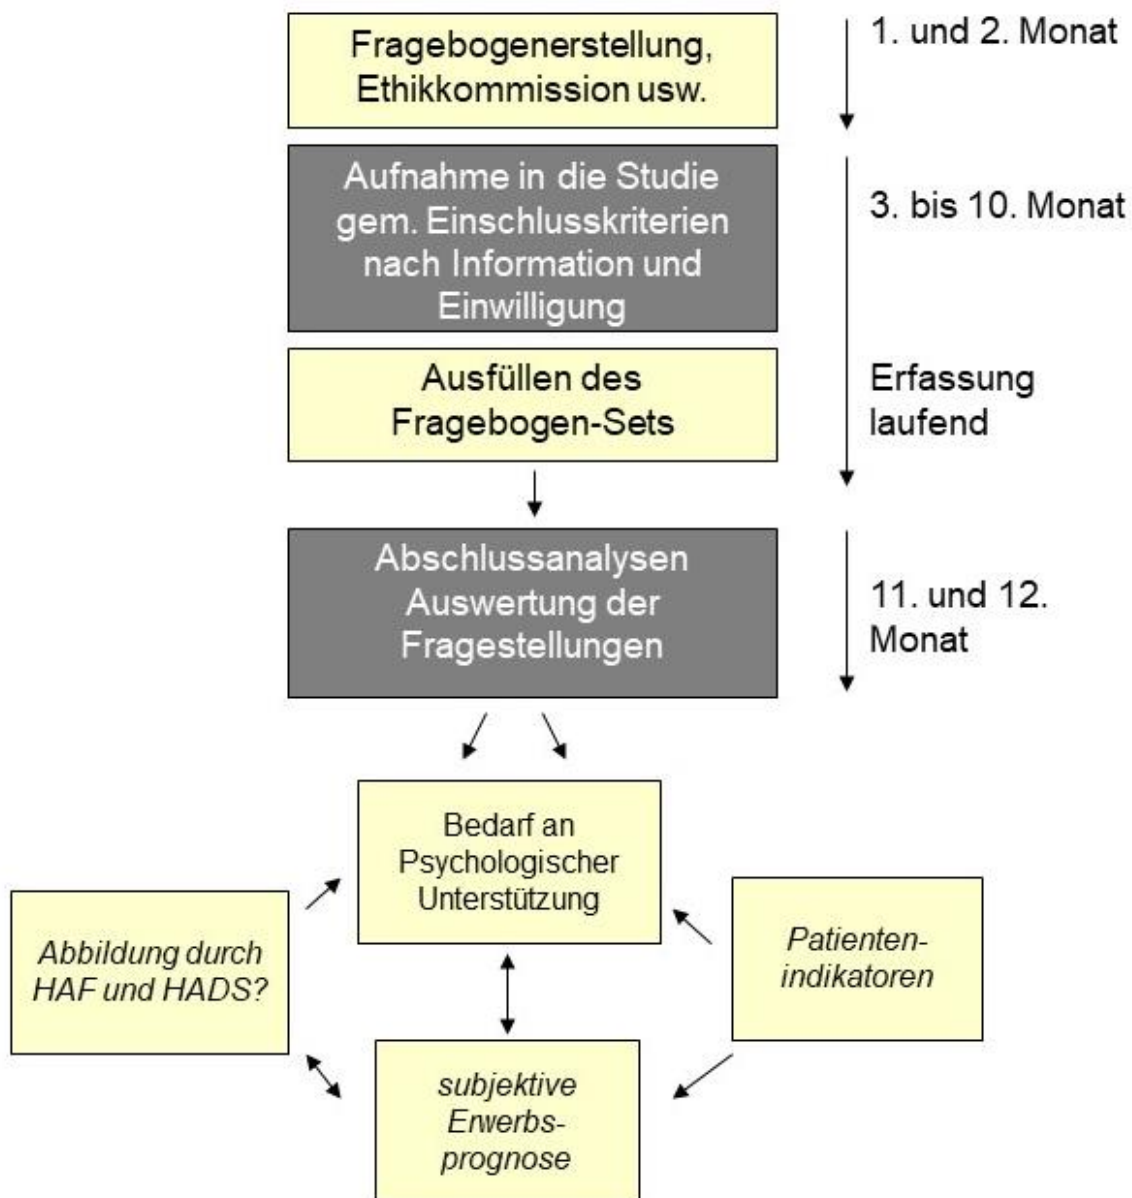 Fragebogenerstellung,
Ethikkommission usw.
1. und 2. Monat
Aufnahme in die Studie
gem. Einschlusskriterien
nach Information und
Einwilligung
3. bis 10. Monat
Ausfüllen des
Fragebogen-Sets
Erfassung
laufend
Abschlussanalysen
Auswertung der
Fragestellungen
11. und 12.
Monat
Bedarf an
Psychologischer
Unterstützung
Abbildung durch
HAF und HADS?
Patienten-
indikatoren
subjektive
Erwerbs-
prognose